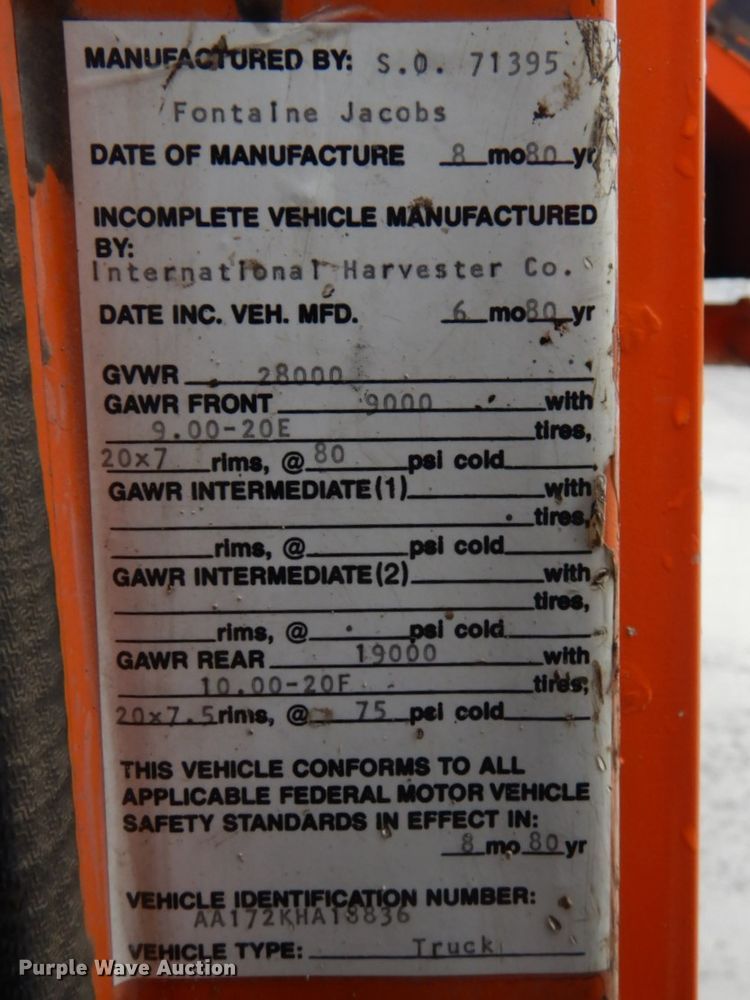 MANUFACTURED BY: S.O. 71395
Fontaine Jacobs
DATE OF MANUFACTURE 8 mo 80 yr
INCOMPLETE VEHICLE MANUFACTURED
BY:
International Harvester Co.
DATE INC. VEH. MFD. 6 mo 80 yr
GVWR 28000
GAWR FRONT 9000 with
9.00-20E tires,
20x7 rims, @ 80 psi cold
GAWR INTERMEDIATE (1) with
tires,
rims, @ psi cold
GAWR INTERMEDIATE (2) with
tires,
rims, @ psi cold
GAWR REAR 19000 with
10.00-20F tires,
20x7.5 rims, @ 75 psi cold
THIS VEHICLE CONFORMS TO ALL
APPLICABLE FEDERAL MOTOR VEHICLE
SAFETY STANDARDS IN EFFECT IN:
8 mo 80 yr
VEHICLE IDENTIFICATION NUMBER:
AA172KHA18836
VEHICLE TYPE: Truck
Purple Wave Auction